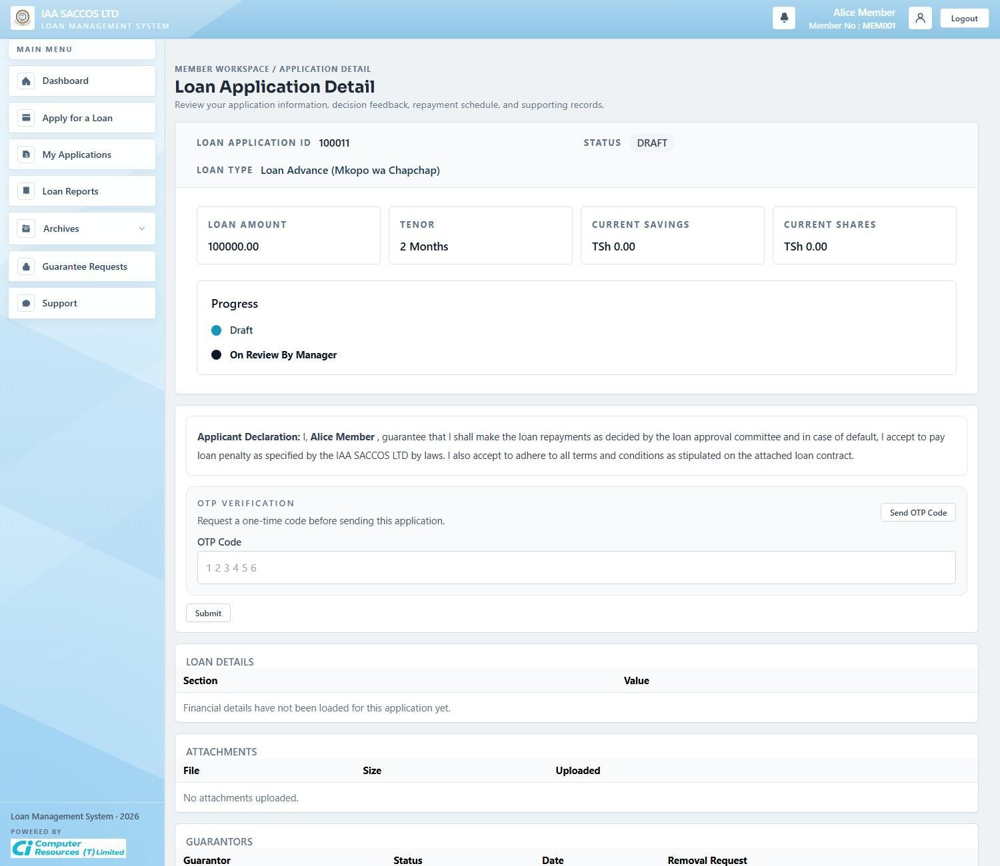 IAA SACCOS LTD
LOAN MANAGEMENT SYSTEM
Alice Member
Member No : MEM001
Logout
MAIN MENU
Dashboard
Apply for a Loan
My Applications
Loan Reports
Archives
Guarantee Requests
Support
MEMBER WORKSPACE / APPLICATION DETAIL
Loan Application Detail
Review your application information, decision feedback, repayment schedule, and supporting records.
LOAN APPLICATION ID 100011
STATUS DRAFT
LOAN TYPE Loan Advance (Mkopo wa Chapchap)
LOAN AMOUNT
100000.00
TENOR
2 Months
CURRENT SAVINGS
TSh 0.00
CURRENT SHARES
TSh 0.00
Progress
Draft
On Review By Manager
Applicant Declaration: I, Alice Member , guarantee that I shall make the loan repayments as decided by the loan approval committee and in case of default, I accept to pay
loan penalty as specified by the IAA SACCOS LTD by laws. I also accept to adhere to all terms and conditions as stipulated on the attached loan contract.
OTP VERIFICATION
Request a one-time code before sending this application.
Send OTP Code
OTP Code
1 2 3 4 5 6
Submit
LOAN DETAILS
Section Value
Financial details have not been loaded for this application yet.
ATTACHMENTS
File Size Uploaded
No attachments uploaded.
GUARANTORS
Guarantor Status Date Removal Request
Loan Management System · 2026
POWERED BY
Ci Computer
Resources (T) Limited